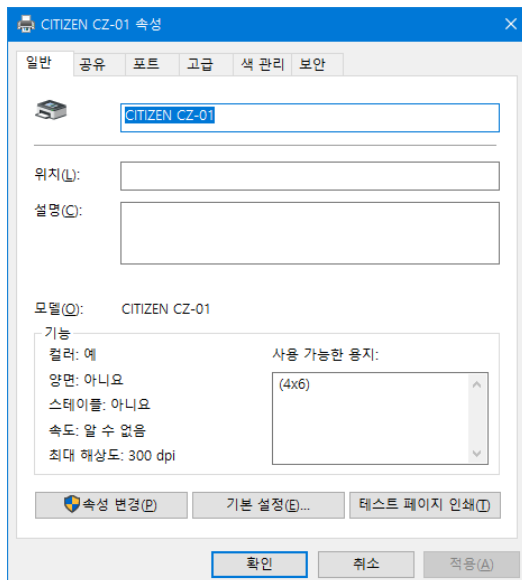 CITIZEN CZ-01 속성
일반 공유 포트 고급 색 관리 보안
CITIZEN CZ-01
위치(L):
설명(C):
모델(O): CITIZEN CZ-01
기능
컬러: 예
사용 가능한 용지:
양면: 아니요
(4x6)
스테이플: 아니요
속도: 알 수 없음
최대 해상도: 300 dpi
속성 변경(P) 기본 설정(E)... 테스트 페이지 인쇄(T)
확인 취소 적용(A)